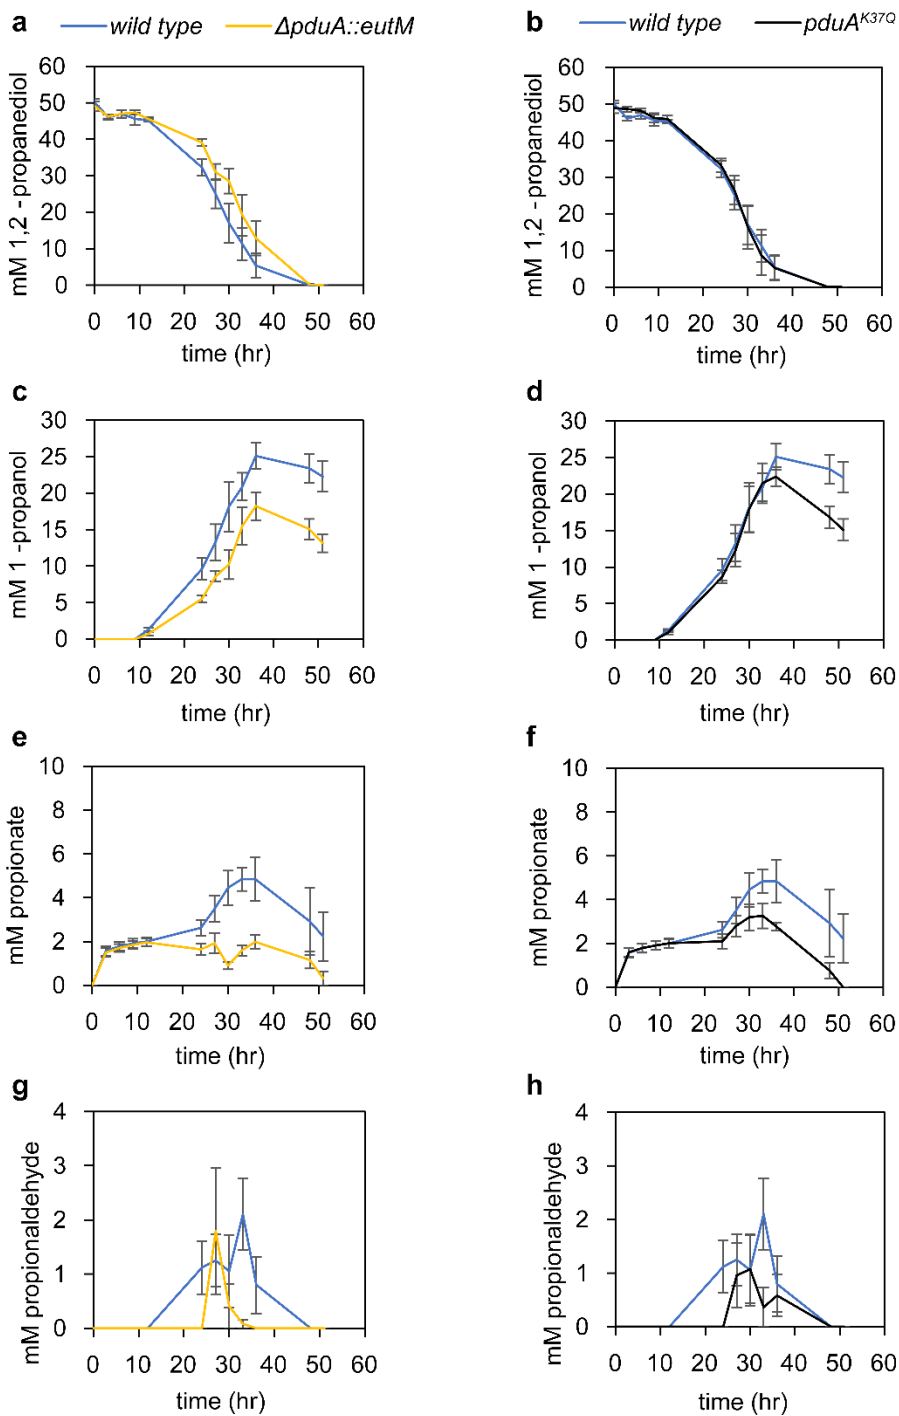 a wild type ΔpduA::eutM
60
50
40
30
20
10
0
mM 1,2 - propanediol
0 10 20 30 40 50 60
time (hr)
b wild type pduA^K37Q
60
50
40
30
20
10
0
mM 1,2 - propanediol
0 10 20 30 40 50 60
time (hr)
c
30
25
20
15
10
5
0
mM 1 -propanol
0 10 20 30 40 50 60
time (hr)
d
30
25
20
15
10
5
0
mM 1 -propanol
0 10 20 30 40 50 60
time (hr)
e
10
8
6
4
2
0
mM propionate
0 10 20 30 40 50 60
time (hr)
f
10
8
6
4
2
0
mM propionate
0 10 20 30 40 50 60
time (hr)
g
4
3
2
1
0
mM propionaldehyde
0 10 20 30 40 50 60
time (hr)
h
4
3
2
1
0
mM propionaldehyde
0 10 20 30 40 50 60
time (hr)